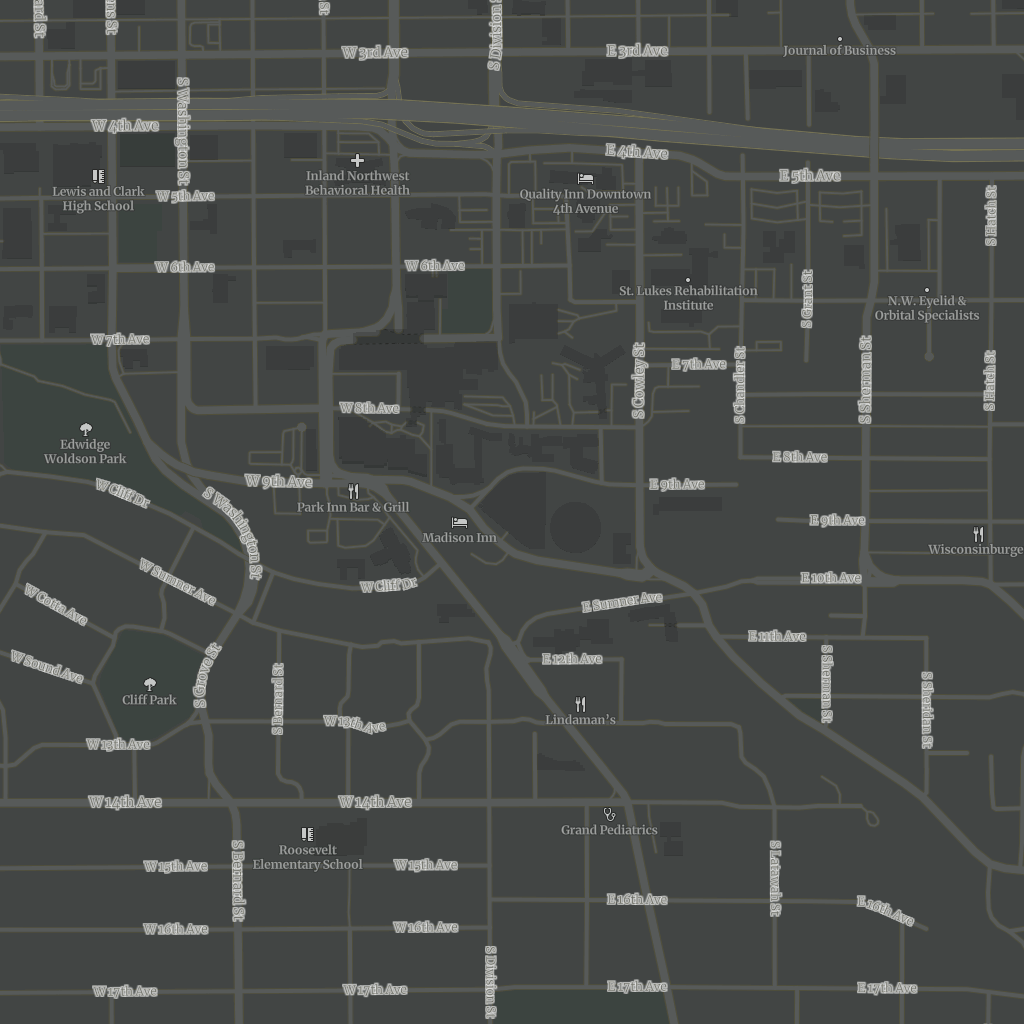 S Division S
W 3rd Ave
E 3rd Ave
Journal of Business
S Washington St
W 4th Ave
E 4th Ave
Inland Northwest
Behavioral Health
Lewis and Clark
High School
W 5th Ave
Quality Inn Downtown
4th Avenue
E 5th Ave
S Hatch St
W 6th Ave
W 6th Ave
St. Lukes Rehabilitation
Institute
S Grant St
N.W. Eyelid &
Orbital Specialists
W 7th Ave
E 7th Ave
S Cowley St
S Chandler St
S Sherman St
S Hatch St
W 8th Ave
Edwidge
Woldson Park
E 8th Ave
W 9th Ave
E 9th Ave
W Cliff Dr
S Washington St
Park Inn Bar & Grill
E 9th Ave
Madison Inn
Wisconsinburge
W Sumner Ave
W Cliff Dr
E 10th Ave
W Cotta Ave
E Sumner Ave
E 11th Ave
W Sound Ave
E 12th Ave
S Grove St
S Bernard St
S Sherman St
S Sheridan St
Cliff Park
Lindaman's
W 13th Ave
W 13th Ave
W 14th Ave
W 14th Ave
Grand Pediatrics
Roosevelt
Elementary School
W 15th Ave
W 15th Ave
S Bernard St
S Latawah St
E 16th Ave
E 16th Ave
W 16th Ave
W 16th Ave
S Division St
W 17th Ave
W 17th Ave
E 17th Ave
E 17th Ave